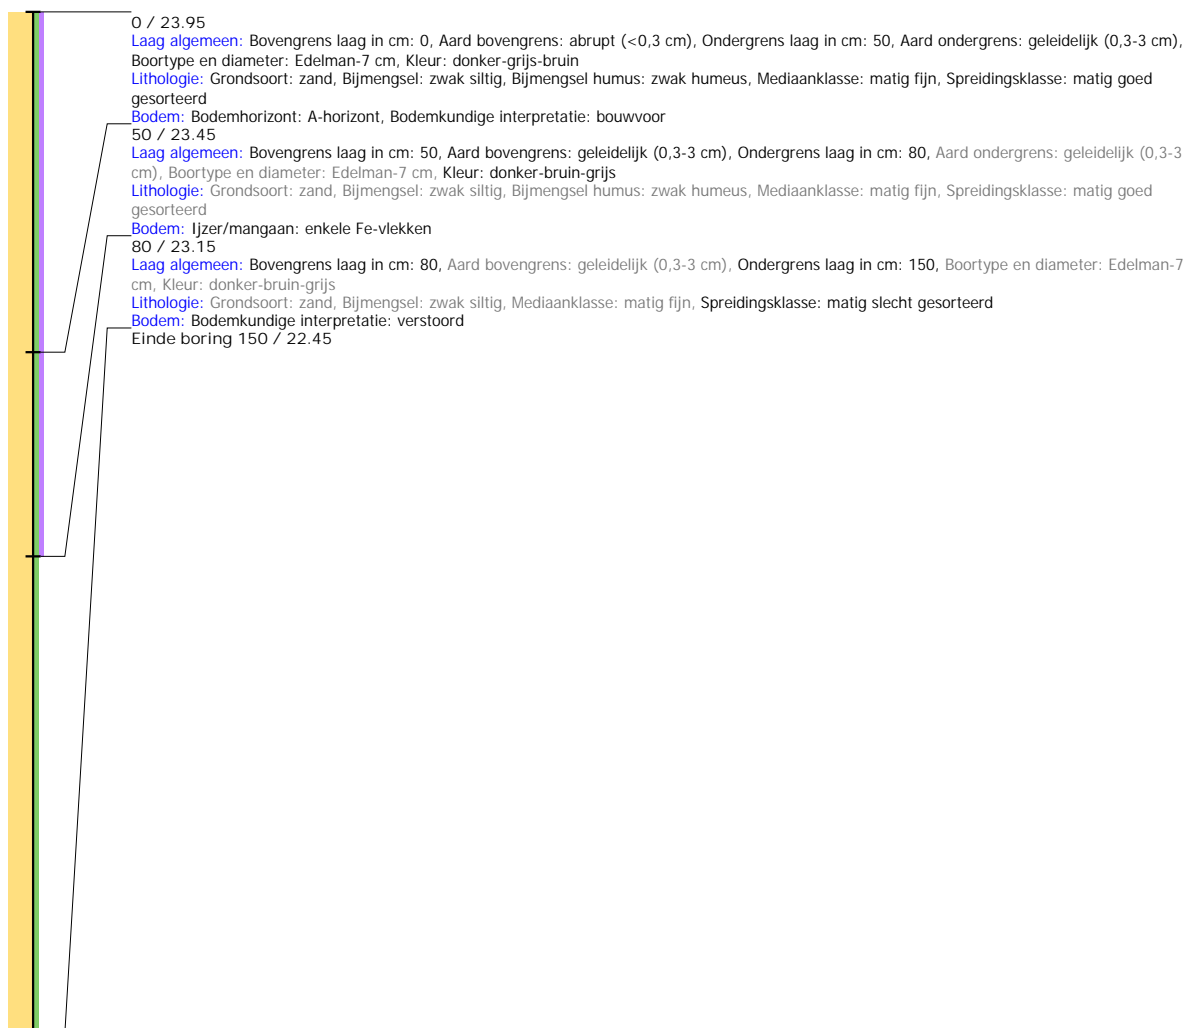 0 / 23.95
Laag algemeen: Bovengrens laag in cm: 0, Aard bovengrens: abrupt (<0,3 cm), Ondergrens laag in cm: 50, Aard ondergrens: geleidelijk (0,3-3 cm),
Boortype en diameter: Edelman-7 cm, Kleur: donker-grijs-bruin
Lithologie: Grondsoort: zand, Bijmengsel: zwak siltig, Bijmengsel humus: zwak humeus, Mediaanklasse: matig fijn, Spreidingsklasse: matig goed
gesorteerd
Bodem: Bodemhorizont: A-horizont, Bodemkundige interpretatie: bouwvoor
50 / 23.45
Laag algemeen: Bovengrens laag in cm: 50, Aard bovengrens: geleidelijk (0,3-3 cm), Ondergrens laag in cm: 80, Aard ondergrens: geleidelijk (0,3-3
cm), Boortype en diameter: Edelman-7 cm, Kleur: donker-bruin-grijs
Lithologie: Grondsoort: zand, Bijmengsel: zwak siltig, Bijmengsel humus: zwak humeus, Mediaanklasse: matig fijn, Spreidingsklasse: matig goed
gesorteerd
Bodem: Ijzer/mangaan: enkele Fe-vlekken
80 / 23.15
Laag algemeen: Bovengrens laag in cm: 80, Aard bovengrens: geleidelijk (0,3-3 cm), Ondergrens laag in cm: 150, Boortype en diameter: Edelman-7
cm, Kleur: donker-bruin-grijs
Lithologie: Grondsoort: zand, Bijmengsel: zwak siltig, Mediaanklasse: matig fijn, Spreidingsklasse: matig slecht gesorteerd
Bodem: Bodemkundige interpretatie: verstoord
Einde boring 150 / 22.45